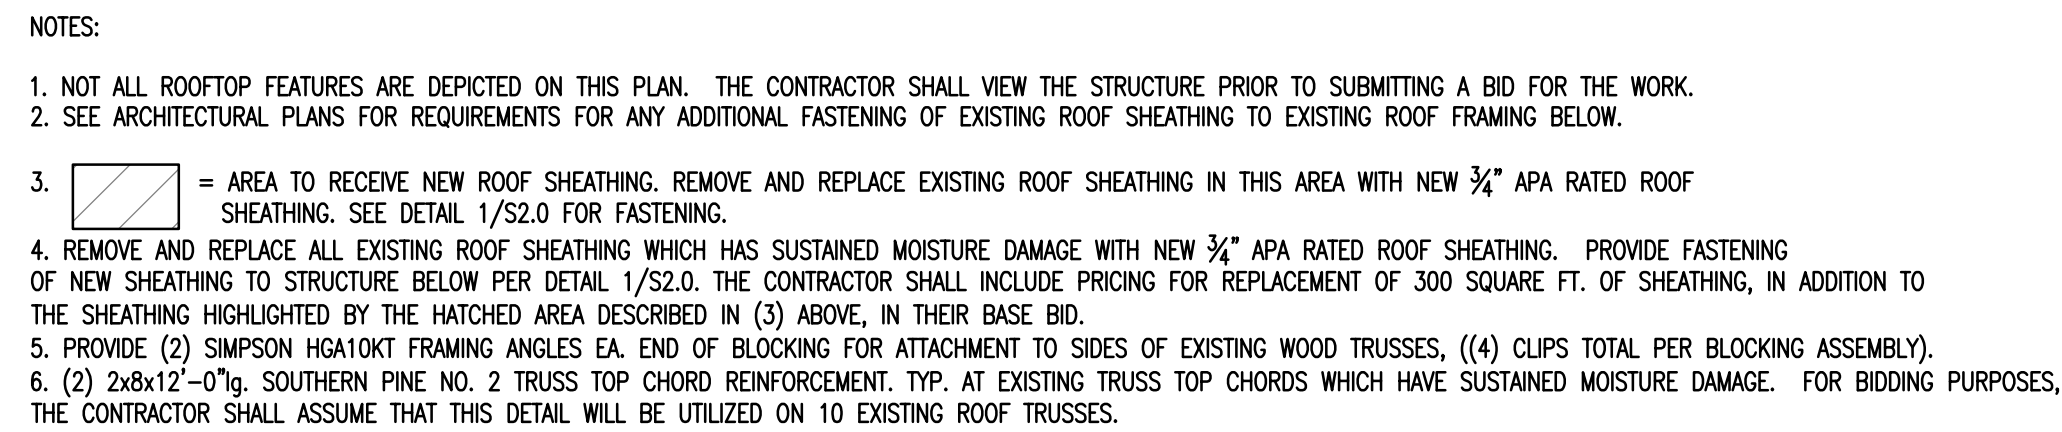 NOTES:
1. NOT ALL ROOFTOP FEATURES ARE DEPICTED ON THIS PLAN. THE CONTRACTOR SHALL VIEW THE STRUCTURE PRIOR TO SUBMITTING A BID FOR THE WORK.
2. SEE ARCHITECTURAL PLANS FOR REQUIREMENTS FOR ANY ADDITIONAL FASTENING OF EXISTING ROOF SHEATHING TO EXISTING ROOF FRAMING BELOW.
3. = AREA TO RECEIVE NEW ROOF SHEATHING. REMOVE AND REPLACE EXISTING ROOF SHEATHING IN THIS AREA WITH NEW ¾" APA RATED ROOF
SHEATHING. SEE DETAIL 1/S2.0 FOR FASTENING.
4. REMOVE AND REPLACE ALL EXISTING ROOF SHEATHING WHICH HAS SUSTAINED MOISTURE DAMAGE WITH NEW ¾" APA RATED ROOF SHEATHING. PROVIDE FASTENING
OF NEW SHEATHING TO STRUCTURE BELOW PER DETAIL 1/S2.0. THE CONTRACTOR SHALL INCLUDE PRICING FOR REPLACEMENT OF 300 SQUARE FT. OF SHEATHING, IN ADDITION TO
THE SHEATHING HIGHLIGHTED BY THE HATCHED AREA DESCRIBED IN (3) ABOVE, IN THEIR BASE BID.
5. PROVIDE (2) SIMPSON HGA10KT FRAMING ANGLES EA. END OF BLOCKING FOR ATTACHMENT TO SIDES OF EXISTING WOOD TRUSSES, ((4) CLIPS TOTAL PER BLOCKING ASSEMBLY).
6. (2) 2x8x12'-0"lg. SOUTHERN PINE NO. 2 TRUSS TOP CHORD REINFORCEMENT. TYP. AT EXISTING TRUSS TOP CHORDS WHICH HAVE SUSTAINED MOISTURE DAMAGE. FOR BIDDING PURPOSES,
THE CONTRACTOR SHALL ASSUME THAT THIS DETAIL WILL BE UTILIZED ON 10 EXISTING ROOF TRUSSES.